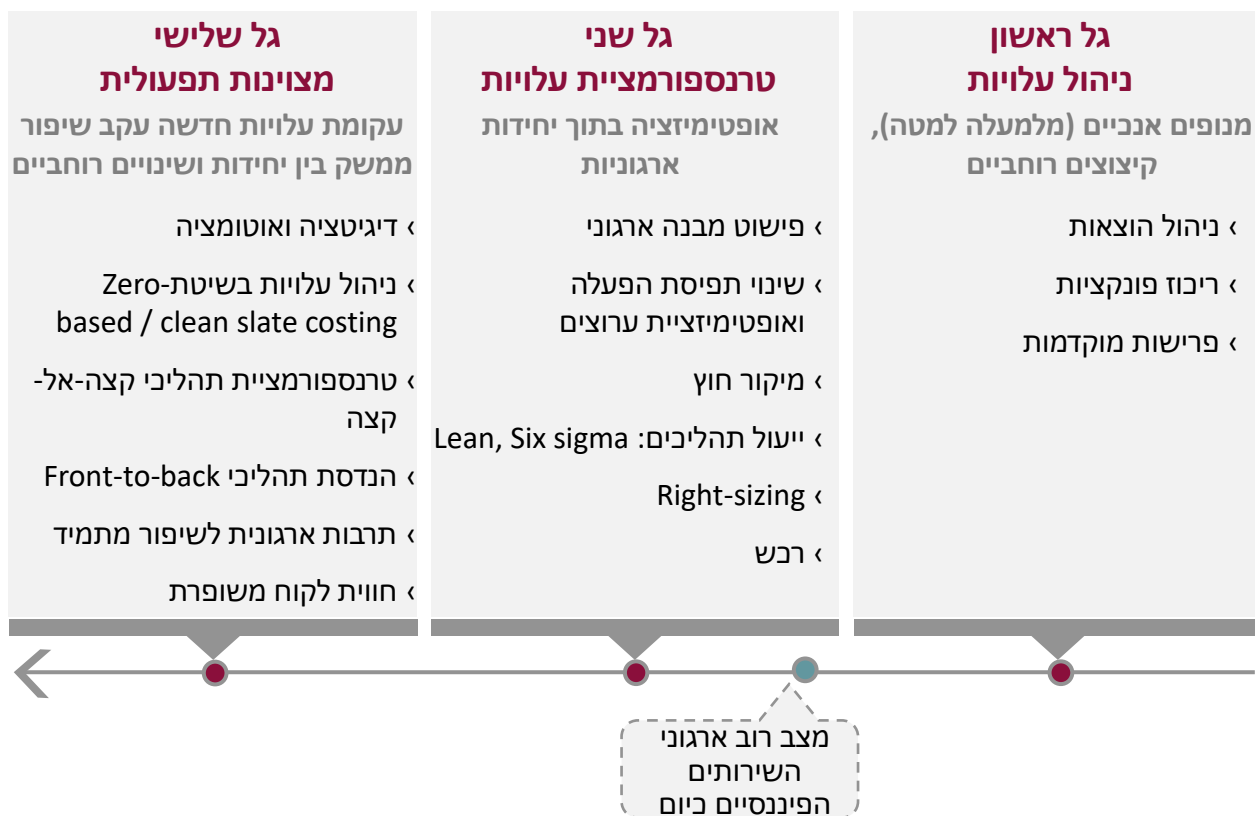 גל ראשון
ניהול עלויות
מנופים אנכיים (מלמעלה למטה),
קיצוצים רוחביים
› ניהול הוצאות
› ריכוז פונקציות
› פרישות מוקדמות
גל שני
טרנספורמציית עלויות
אופטימיזציה בתוך יחידות
ארגוניות
› פישוט מבנה ארגוני
› שינוי תפיסת הפעלה
ואופטימיזציית ערוצים
› מיקור חוץ
› ייעול תהליכים: Lean, Six sigma
› Right-sizing
› רכש
גל שלישי
מצוינות תפעולית
עקומת עלויות חדשה עקב שיפור
ממשק בין יחידות ושינויים רוחביים
› דיגיטציה ואוטומציה
› ניהול עלויות בשיטת-Zero
based / clean slate costing
› טרנספורמציית תהליכי קצה-אל-
קצה
› הנדסת תהליכי Front-to-back
› תרבות ארגונית לשיפור מתמיד
› חווית לקוח משופרת
מצב רוב ארגוני
השירותים
הפיננסיים כיום